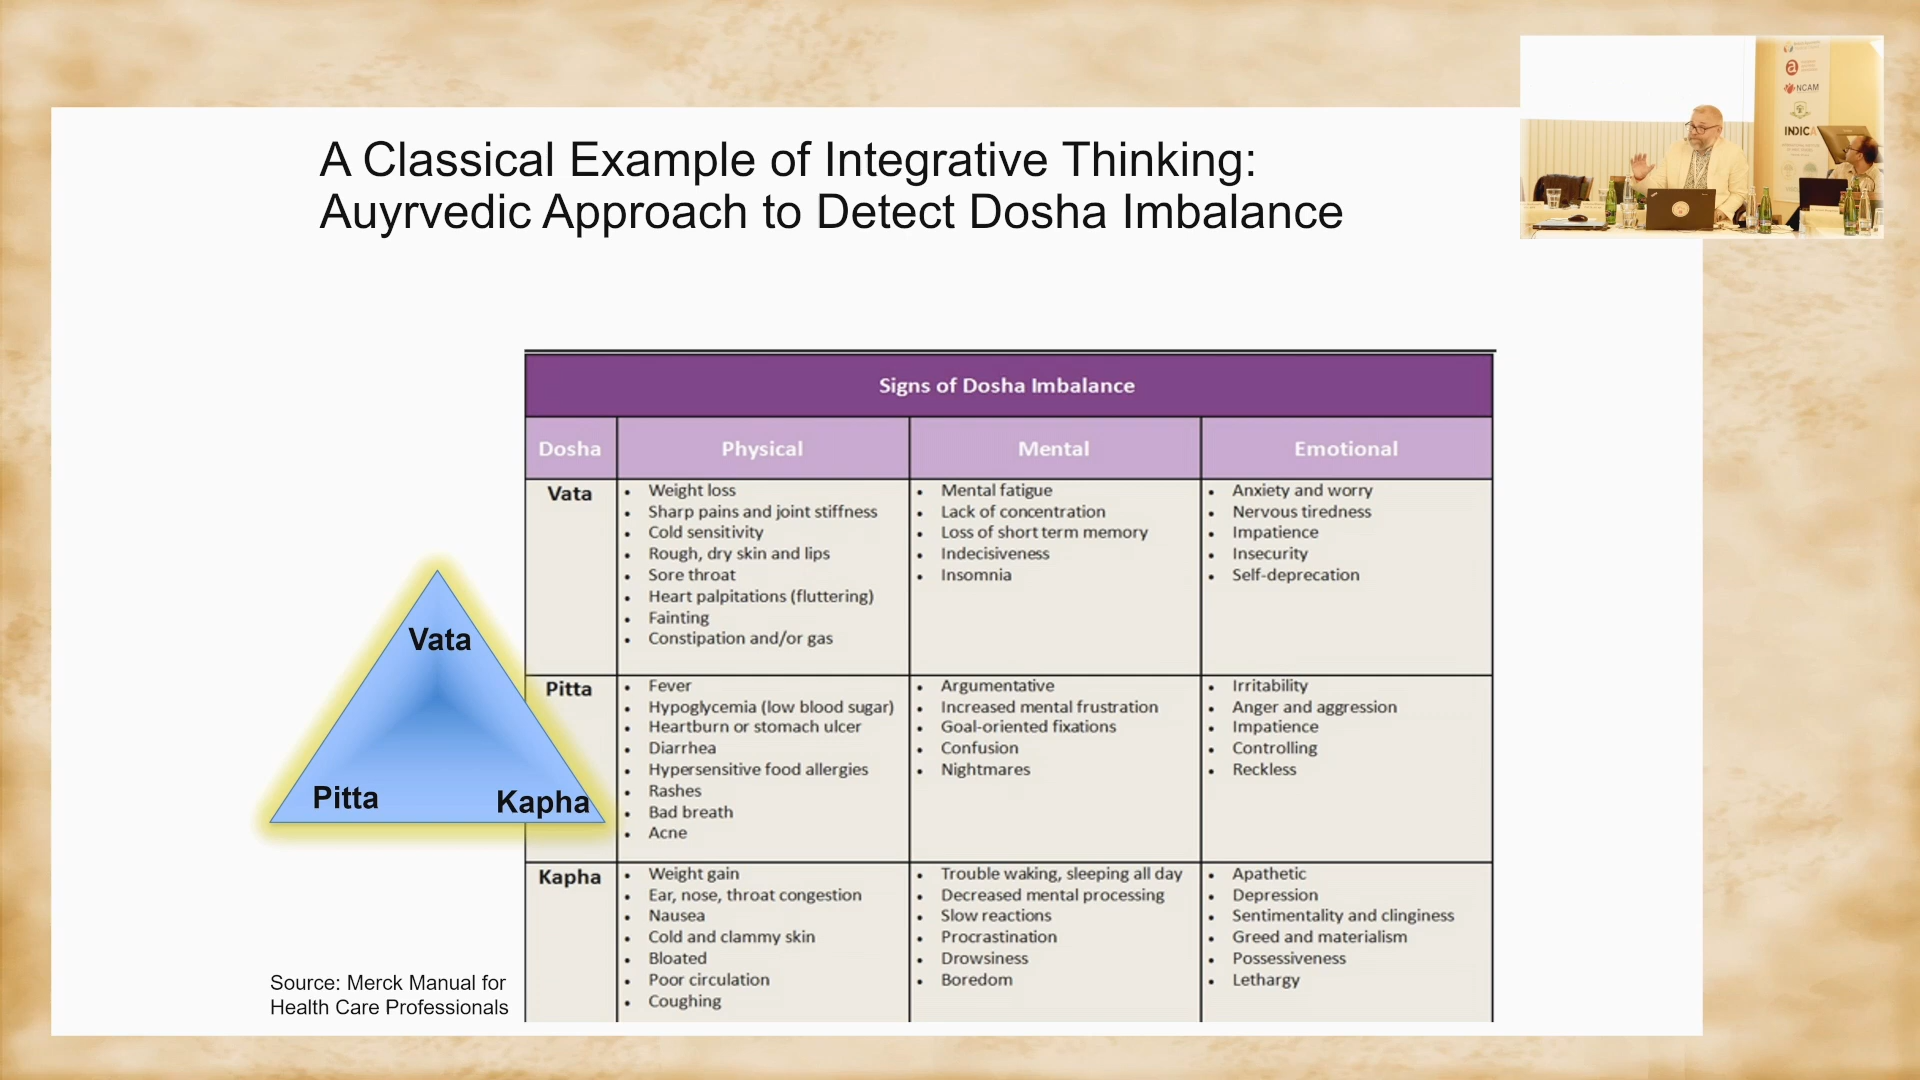 A Classical Example of Integrative Thinking:
Auyrvedic Approach to Detect Dosha Imbalance
NCAM
INDICA
Signs of Dosha Imbalance
Dosha
Physical
Mental
Emotional
Vata
• Weight loss
• Sharp pains and joint stiffness
• Cold sensitivity
• Rough, dry skin and lips
• Sore throat
• Heart palpitations (fluttering)
• Fainting
• Constipation and/or gas
• Mental fatigue
• Lack of concentration
• Loss of short term memory
• Indecisiveness
• Insomnia
• Anxiety and worry
• Nervous tiredness
• Impatience
• Insecurity
• Self-deprecation
Pitta
• Fever
• Hypoglycemia (low blood sugar)
• Heartburn or stomach ulcer
• Diarrhea
• Hypersensitive food allergies
• Rashes
• Bad breath
• Acne
• Argumentative
• Increased mental frustration
• Goal-oriented fixations
• Confusion
• Nightmares
• Irritability
• Anger and aggression
• Impatience
• Controlling
• Reckless
Kapha
• Weight gain
• Ear, nose, throat congestion
• Nausea
• Cold and clammy skin
• Bloated
• Poor circulation
• Coughing
• Trouble waking, sleeping all day
• Decreased mental processing
• Slow reactions
• Procrastination
• Drowsiness
• Boredom
• Apathetic
• Depression
• Sentimentality and clinginess
• Greed and materialism
• Possessiveness
• Lethargy
Vata
Pitta
Kapha
Source: Merck Manual for
Health Care Professionals